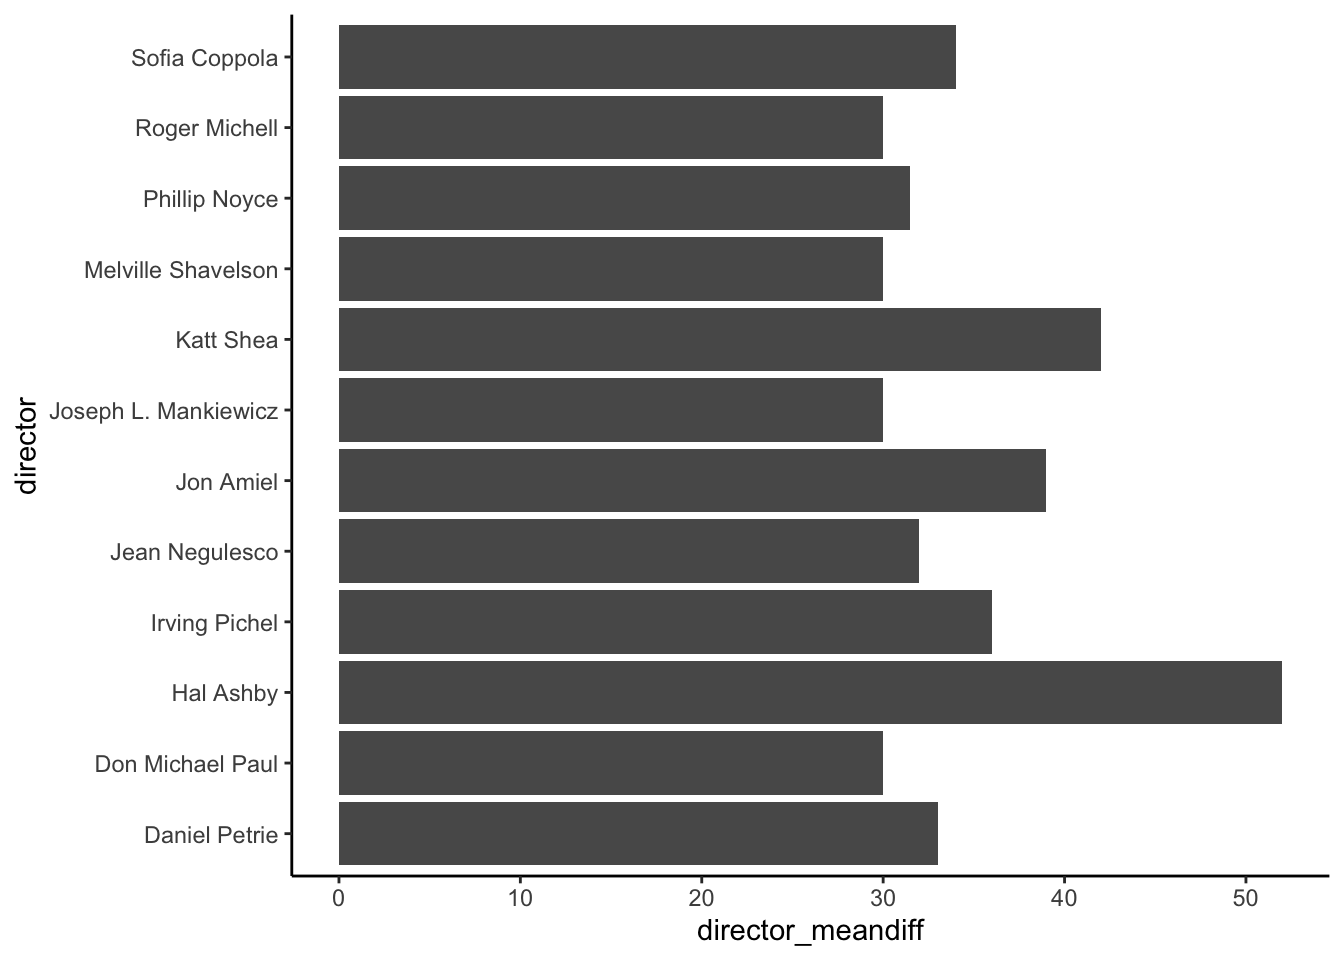 Sofia Coppola
Roger Michell
Phillip Noyce
Melville Shavelson
Katt Shea
Joseph L. Mankiewicz
Jon Amiel
Jean Negulesco
Irving Pichel
Hal Ashby
Don Michael Paul
Daniel Petrie
director
0 10 20 30 40 50
director_meandiff